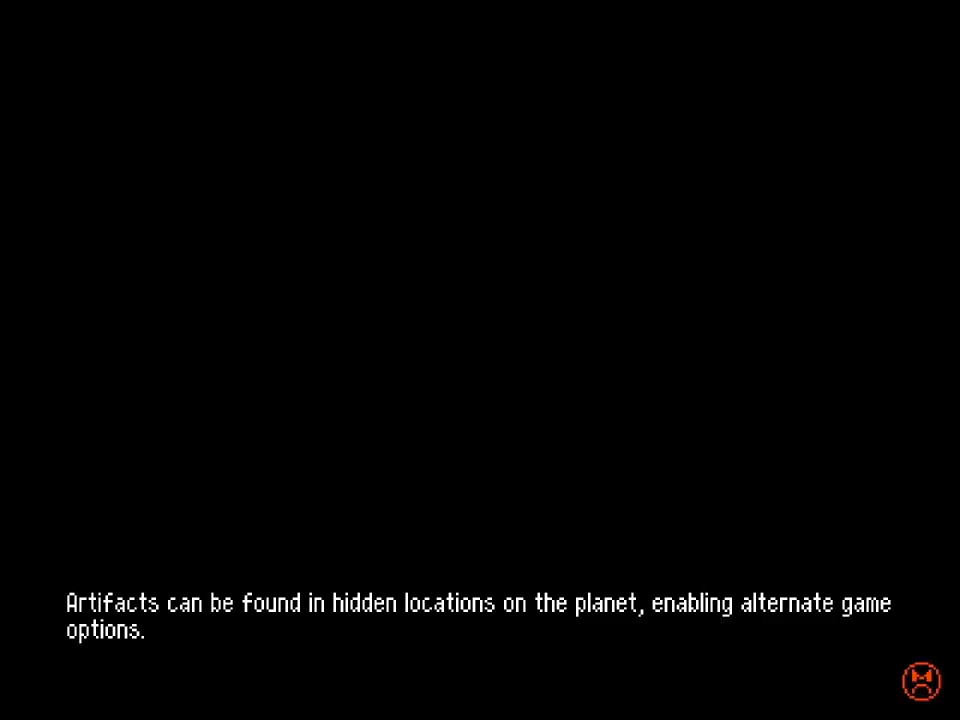 Artifacts can be found in hidden locations on the planet, enabling alternate game
options.